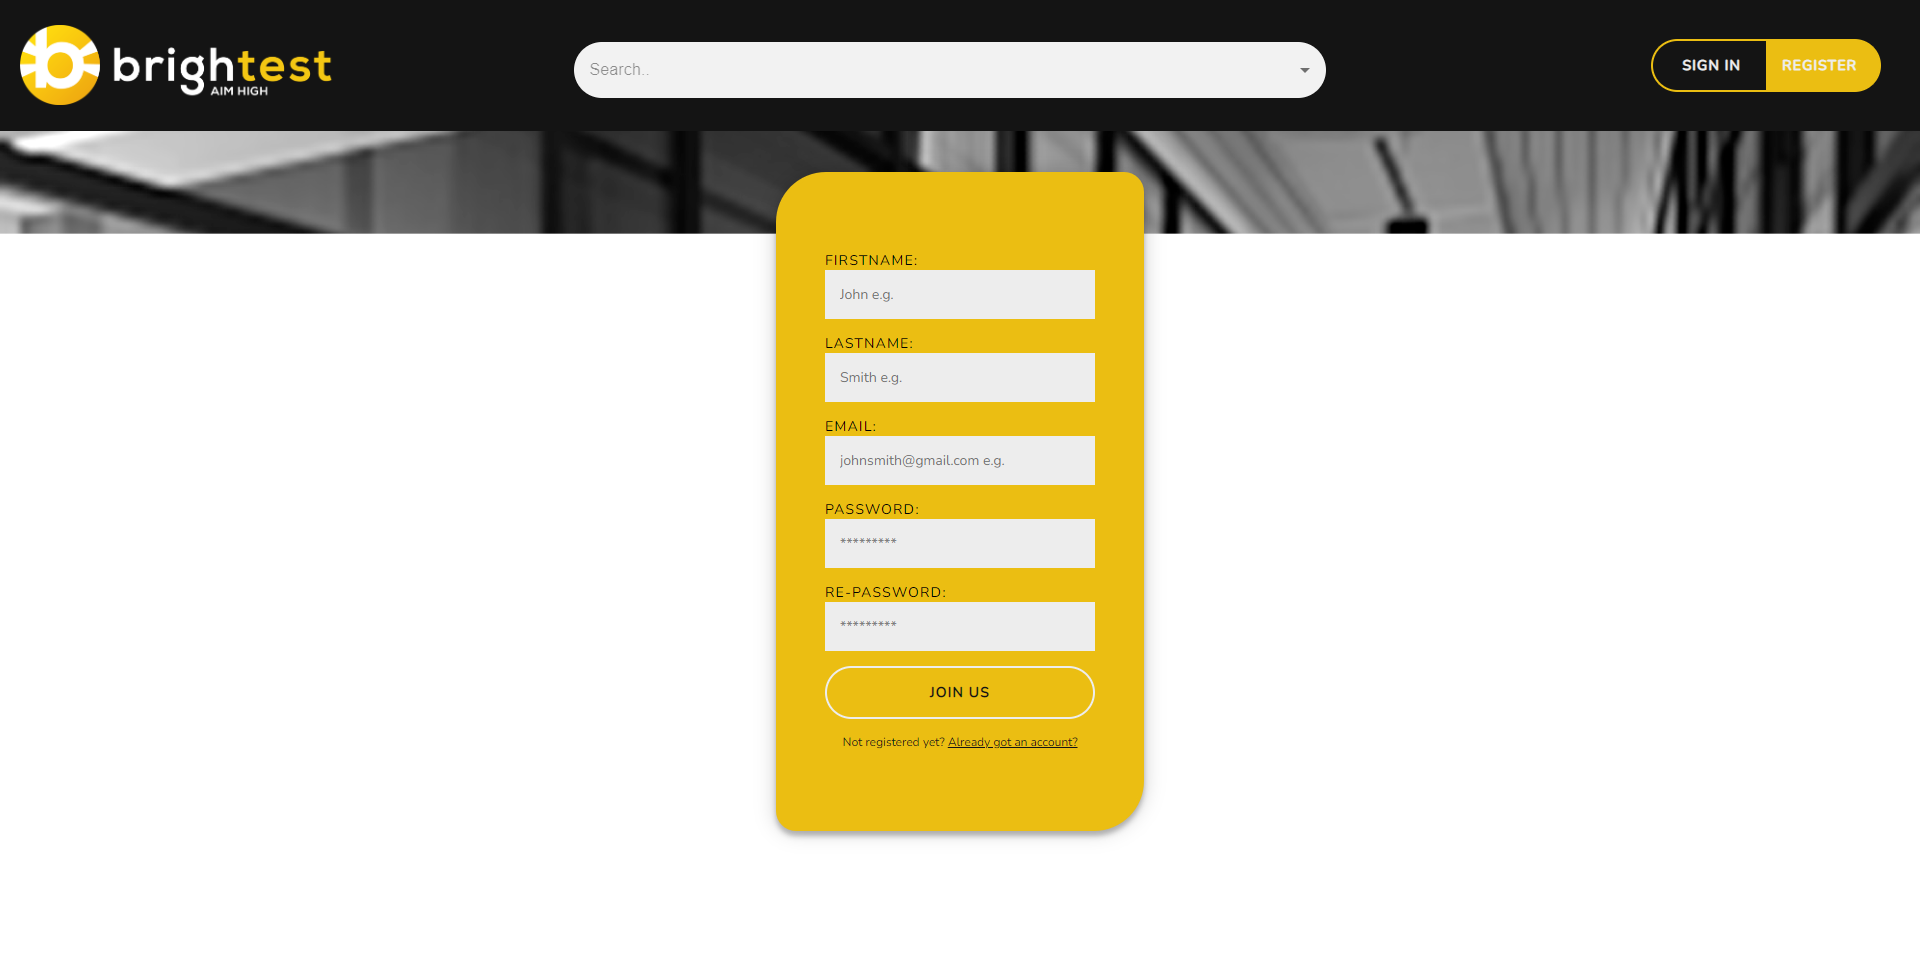 brightest
AIM HIGH
Search..
SIGN IN
REGISTER
FIRSTNAME:
John e.g.
LASTNAME:
Smith e.g.
EMAIL:
johnsmith@gmail.com e.g.
PASSWORD:
*********
RE-PASSWORD:
*********
JOIN US
Not registered yet? Already got an account?